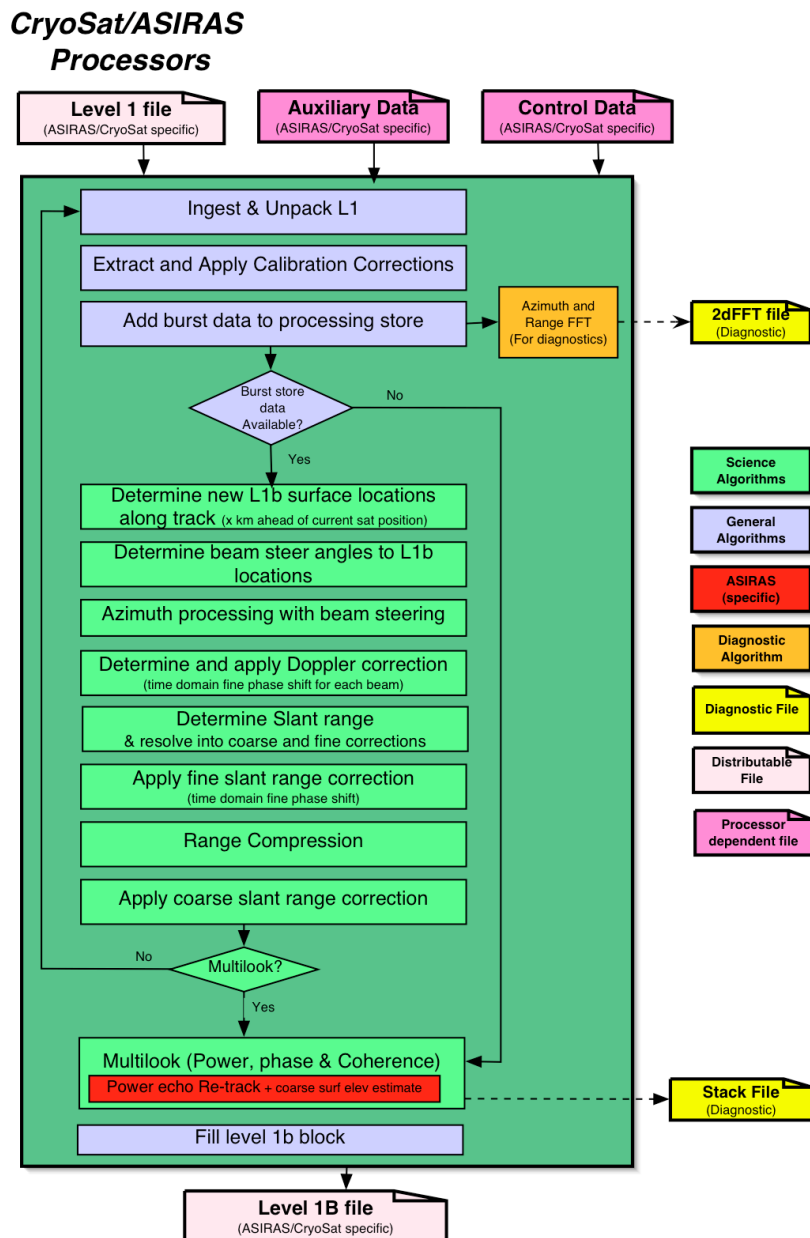 CryoSat/ASIRAS
Processors
Level 1 file
(ASIRAS/CryoSat specific)
Auxiliary Data
(ASIRAS/CryoSat specific)
Control Data
(ASIRAS/CryoSat specific)
Ingest & Unpack L1
Extract and Apply Calibration Corrections
Add burst data to processing store
Azimuth and
Range FFT
(For diagnostics)
2dFFT file
(Diagnostic)
Burst store
data
Available?
No
Yes
Determine new L1b surface locations
along track (x km ahead of current sat position)
Determine beam steer angles to L1b
locations
Azimuth processing with beam steering
Determine and apply Doppler correction
(time domain fine phase shift for each beam)
Determine Slant range
& resolve into coarse and fine corrections
Apply fine slant range correction
(time domain fine phase shift)
Range Compression
Apply coarse slant range correction
No
Multilook?
Yes
Multilook (Power, phase & Coherence)
Power echo Re-track + coarse surf elev estimate
Stack File
(Diagnostic)
Fill level 1b block
Level 1B file
(ASIRAS/CryoSat specific)
Science
Algorithms
General
Algorithms
ASIRAS
(specific)
Diagnostic
Algorithm
Diagnostic File
Distributable
File
Processor
dependent file